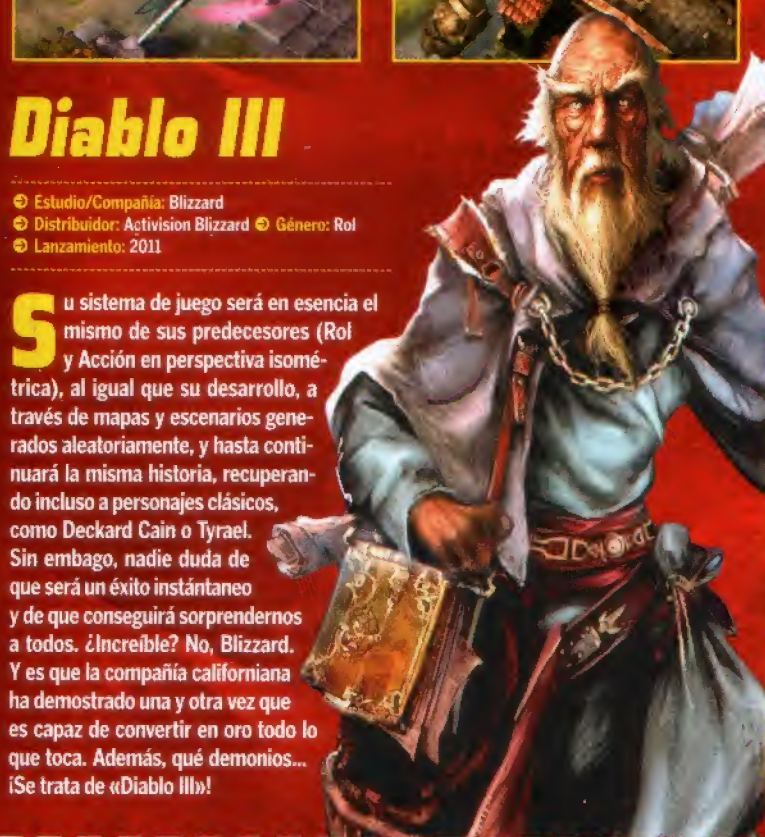 Diablo III
Estudio/Compañía: Blizzard
Distribuidor: Activision Blizzard Género: Rol
Lanzamiento: 2011
Su sistema de juego será en esencia el
mismo de sus predecesores (Rol
y Acción en perspectiva isomé-
trica), al igual que su desarrollo, a
través de mapas y escenarios gene-
rados aleatoriamente, y hasta conti-
nuará la misma historia, recuperan-
do incluso a personajes clásicos,
como Deckard Cain o Tyrael.
Sin embago, nadie duda de
que será un éxito instántaneo
y de que conseguirá sorprendernos
a todos. ¿Increíble? No, Blizzard.
Y es que la compañía californiana
ha demostrado una y otra vez que
es capaz de convertir en oro todo lo
que toca. Además, qué demonios...
¡Se trata de «Diablo III»!